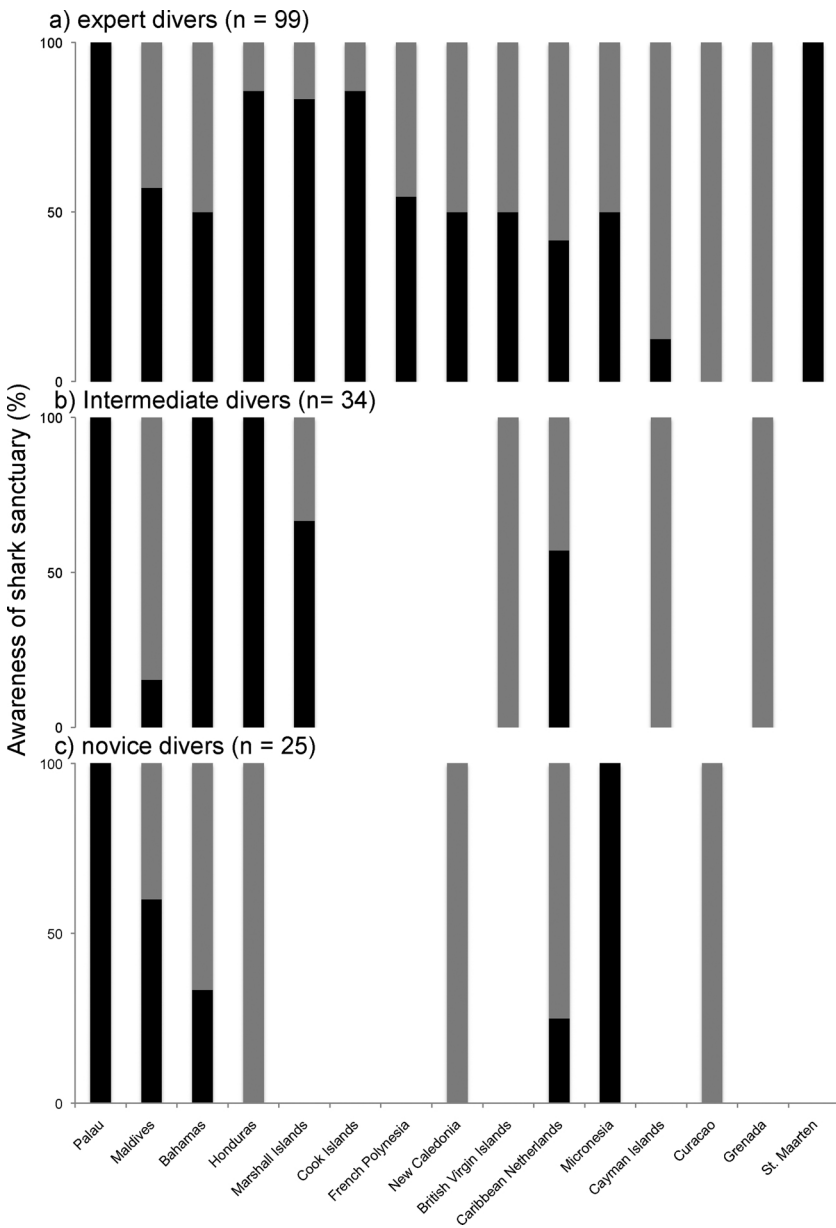 a) expert divers (n = 99)
100
50
0
b) Intermediate divers (n= 34)
100
50
0
c) novice divers (n = 25)
100
50
0
Awareness of shark sanctuary (%)
Palau
Maldives
Bahamas
Honduras
Marshall Islands
Cook Islands
French Polynesia
New Caledonia
British Virgin Islands
Caribbean Netherlands
Micronesia
Cayman Islands
Curacao
Grenada
St. Maarten